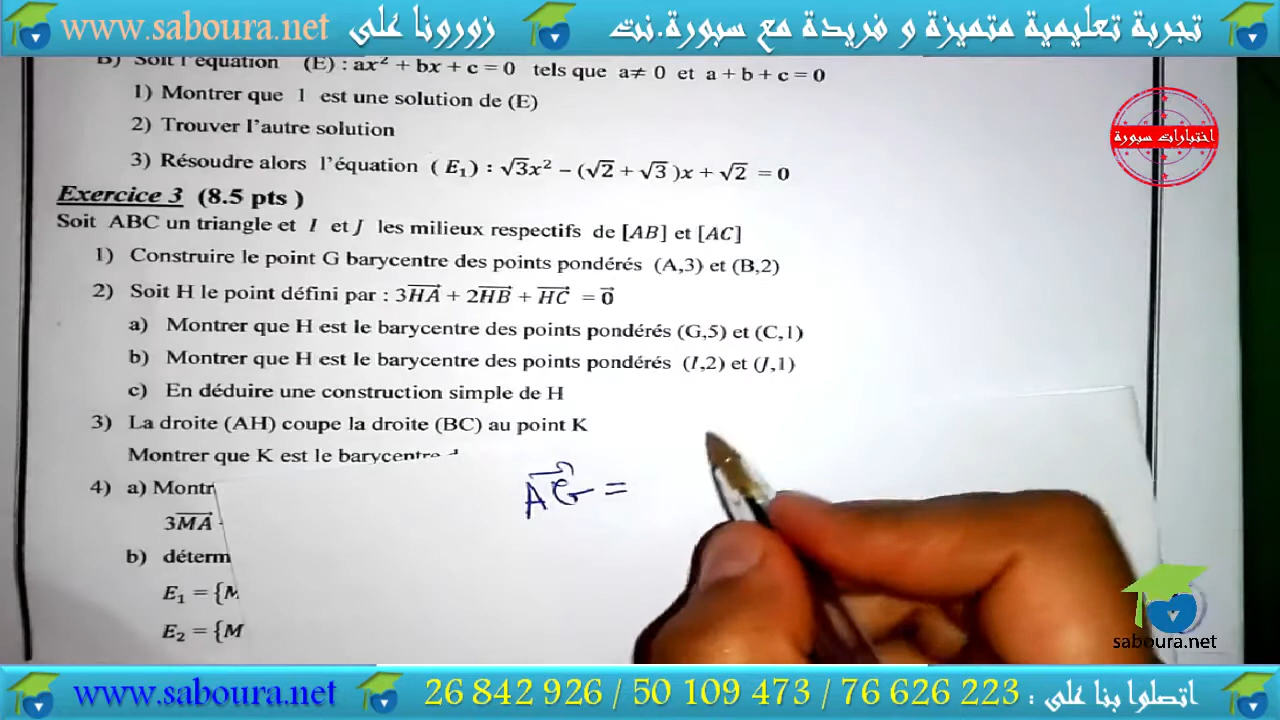 www.saboura.net زورونا على تجربة تعليمية متميزة و فريدة مع سبورة.نت
B) Soit l'équation (E) : ax² + bx + c = 0 tels que a≠ 0 et a + b + c = 0
1) Montrer que 1 est une solution de (E)
2) Trouver l'autre solution
3) Résoudre alors l'équation ( E₁ ) : √3x² − (√2 + √3 )x + √2 = 0
اختبارات سبورة
Exercice 3 (8.5 pts )
Soit ABC un triangle et I et J les milieux respectifs de [AB] et [AC]
1) Construire le point G barycentre des points pondérés (A,3) et (B,2)
2) Soit H le point défini par : 3HA⃗ + 2HB⃗ + HC⃗ = 0⃗
a) Montrer que H est le barycentre des points pondérés (G,5) et (C,1)
b) Montrer que H est le barycentre des points pondérés (I,2) et (J,1)
c) En déduire une construction simple de H
3) La droite (AH) coupe la droite (BC) au point K
Montrer que K est le barycentre
AG⃗ =
4) a) Montr
3MA⃗
b) déterm
E₁ = {M
E₂ = {M
saboura.net
www.saboura.net 26 842 926 / 50 109 473 / 76 626 223 اتصلوا بنا على :